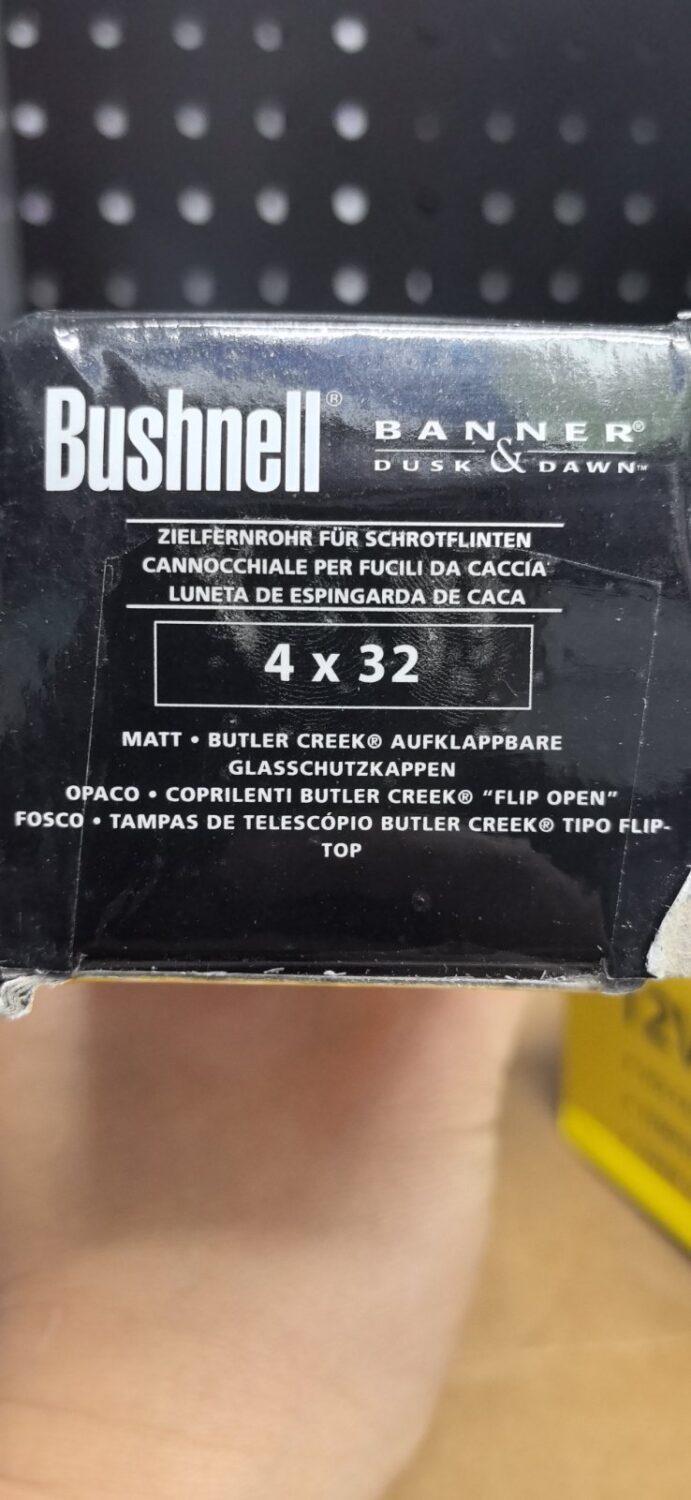 Bushnell®
BANNER®
DUSK & DAWN™
ZIELFERNROHR FÜR SCHROTFLINTEN
CANNOCCHIALE PER FUCILI DA CACCIA
LUNETA DE ESPINGARDA DE CACA
4 x 32
MATT • BUTLER CREEK® AUFKLAPPBARE
GLASSCHUTZKAPPEN
OPACO • COPRILENTI BUTLER CREEK® “FLIP OPEN”
FOSCO • TAMPAS DE TELESCÓPIO BUTLER CREEK® TIPO FLIP-
TOP